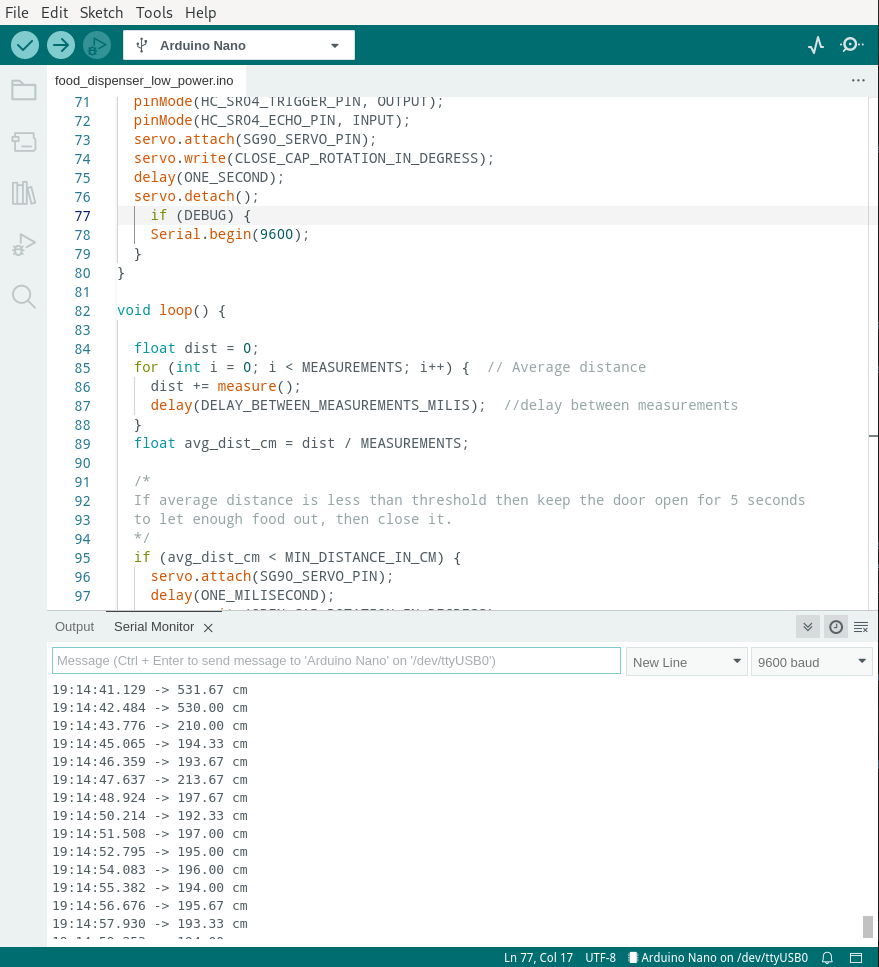 File Edit Sketch Tools Help
Arduino Nano
food_dispenser_low_power.ino
71 pinMode(HC_SR04_TRIGGER_PIN, OUTPUT);
72 pinMode(HC_SR04_ECHO_PIN, INPUT);
73 servo.attach(SG90_SERVO_PIN);
74 servo.write(CLOSE_CAP_ROTATION_IN_DEGRESS);
75 delay(ONE_SECOND);
76 servo.detach();
77 if (DEBUG) {
78 Serial.begin(9600);
79 }
80 }
81
82 void loop() {
83
84 float dist = 0;
85 for (int i = 0; i < MEASUREMENTS; i++) { // Average distance
86 dist += measure();
87 delay(DELAY_BETWEEN_MEASUREMENTS_MILIS); //delay between measurements
88 }
89 float avg_dist_cm = dist / MEASUREMENTS;
90
91 /*
92 If average distance is less than threshold then keep the door open for 5 seconds
93 to let enough food out, then close it.
94 */
95 if (avg_dist_cm < MIN_DISTANCE_IN_CM) {
96 servo.attach(SG90_SERVO_PIN);
97 delay(ONE_MILISECOND);
Output Serial Monitor
Message (Ctrl + Enter to send message to 'Arduino Nano' on '/dev/ttyUSB0') New Line 9600 baud
19:14:41.129 -> 531.67 cm
19:14:42.484 -> 530.00 cm
19:14:43.776 -> 210.00 cm
19:14:45.065 -> 194.33 cm
19:14:46.359 -> 193.67 cm
19:14:47.637 -> 213.67 cm
19:14:48.924 -> 197.67 cm
19:14:50.214 -> 192.33 cm
19:14:51.508 -> 197.00 cm
19:14:52.795 -> 195.00 cm
19:14:54.083 -> 196.00 cm
19:14:55.382 -> 194.00 cm
19:14:56.676 -> 195.67 cm
19:14:57.930 -> 193.33 cm
Ln 77, Col 17 UTF-8 Arduino Nano on /dev/ttyUSB0